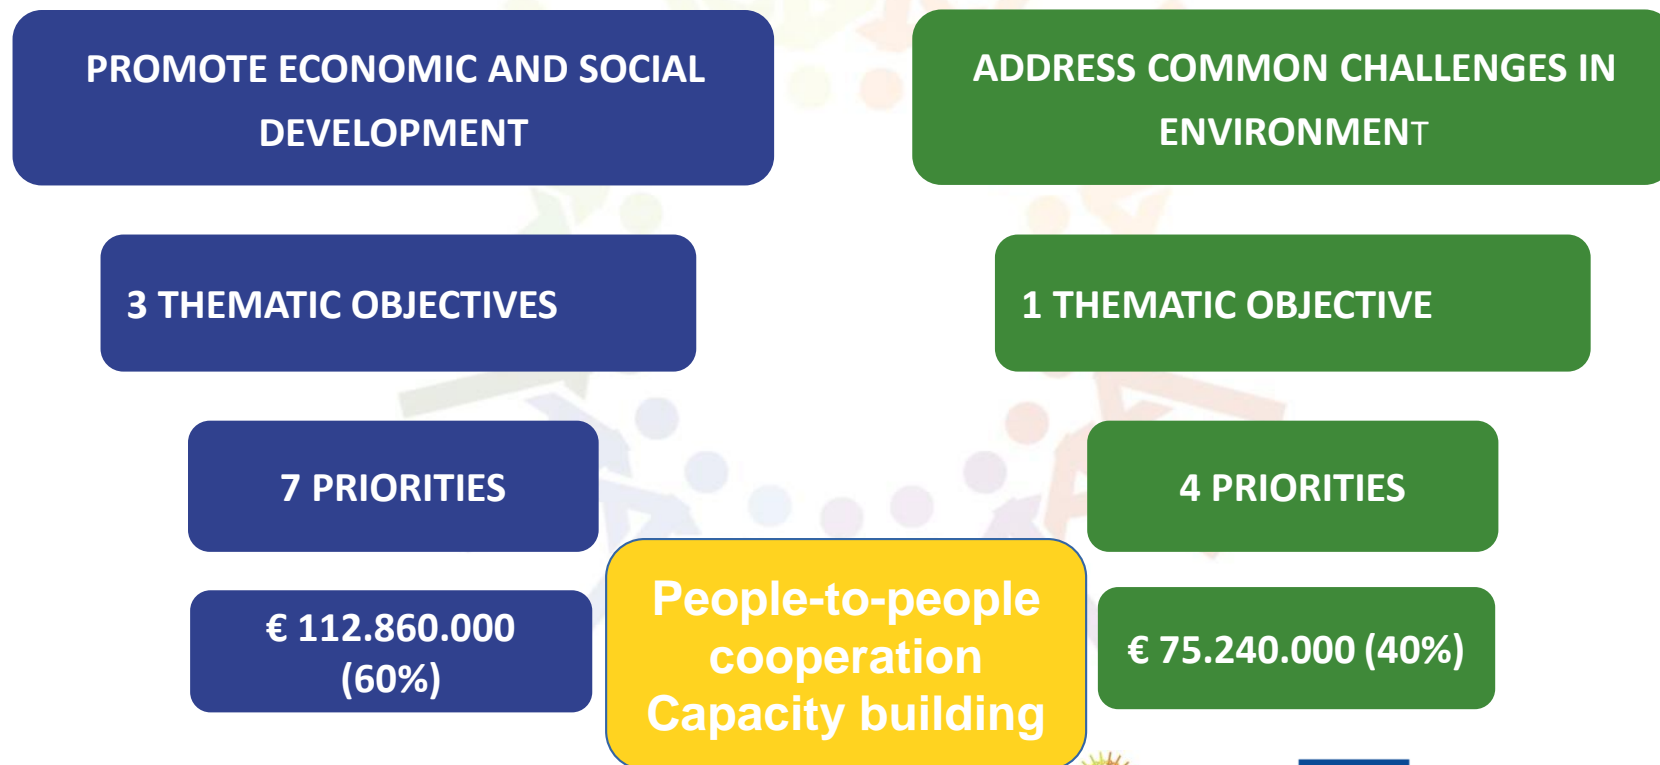 PROMOTE ECONOMIC AND SOCIAL
DEVELOPMENT
3 THEMATIC OBJECTIVES
7 PRIORITIES
€ 112.860.000
(60%)
ADDRESS COMMON CHALLENGES IN
ENVIRONMENT
1 THEMATIC OBJECTIVE
4 PRIORITIES
€ 75.240.000 (40%)
People-to-people
cooperation
Capacity building